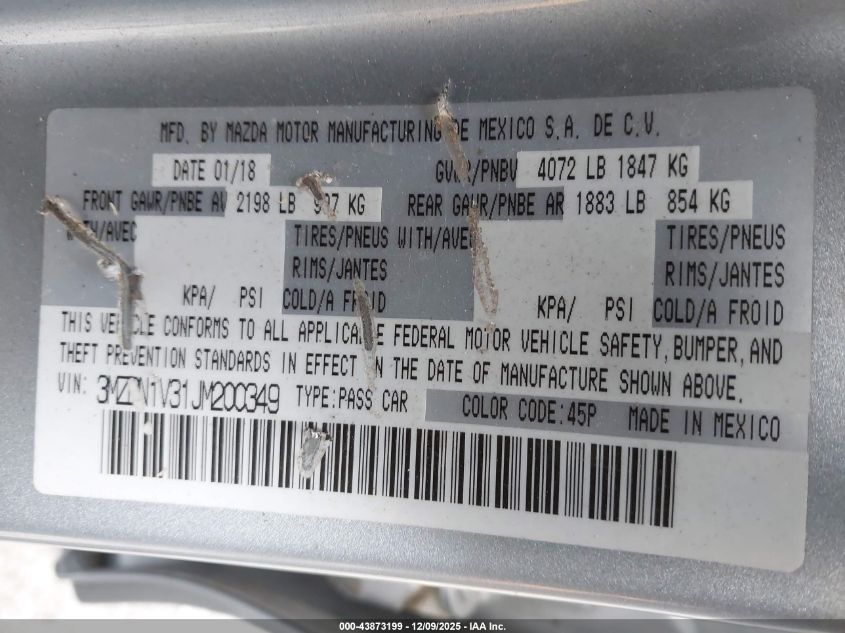 MFD. BY MAZDA MOTOR MANUFACTURING DE MEXICO S.A. DE C.V.
DATE 01/18 GVWR/PNBV 4072 LB 1847 KG
FRONT GAWR/PNBE AV 2198 LB 997 KG REAR GAWR/PNBE AR 1883 LB 854 KG
WITH/AVEC TIRES/PNEUS WITH/AVEC TIRES/PNEUS
RIMS/JANTES RIMS/JANTES
KPA/ PSI COLD/A FROID KPA/ PSI COLD/A FROID
THIS VEHICLE CONFORMS TO ALL APPLICABLE FEDERAL MOTOR VEHICLE SAFETY, BUMPER, AND
THEFT PREVENTION STANDARDS IN EFFECT ON THE DATE OF MANUFACTURE SHOWN ABOVE.
VIN: TYPE:PASS CAR COLOR CODE:45P MADE IN MEXICO
000-43873199 - 12/09/2025 - IAA Inc.